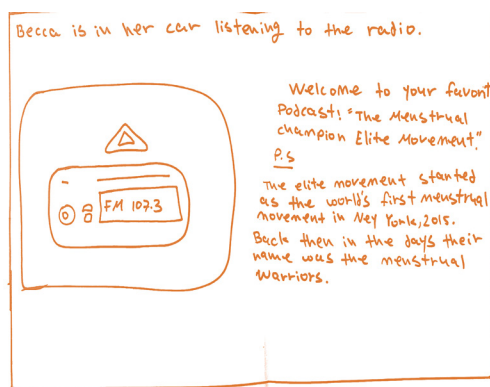 Becca is in her car listening to the radio.
Welcome to your favorit
Podcast! "The Menstrual
champion Elite Movement".
P.s
The elite movement started
as the world's first menstrual
movement in Ney York, 2015.
Back then in the days their
name was the menstrual
warriors.
FM 107.3